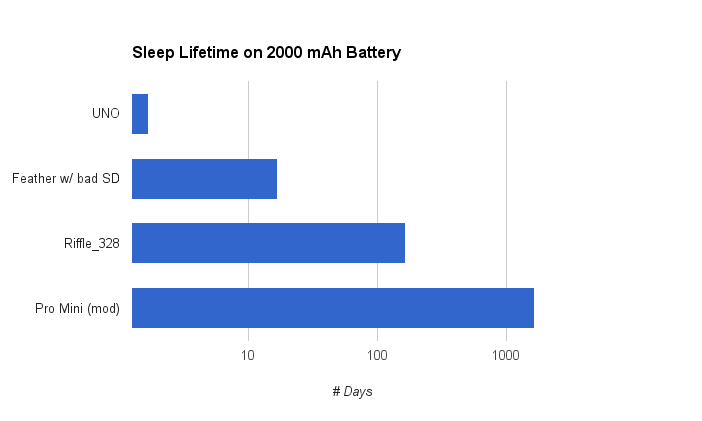 Sleep Lifetime on 2000 mAh Battery
UNO
Feather w/ bad SD
Riffle_328
Pro Mini (mod)
10 100 1000
# Days